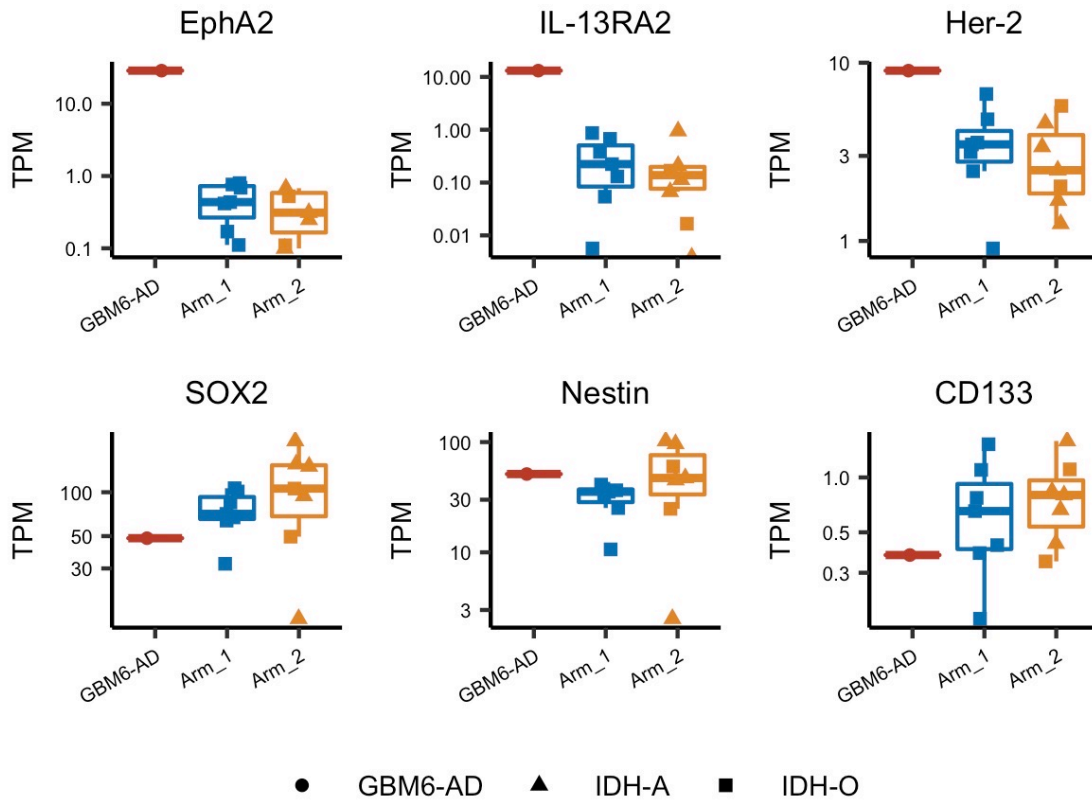 EphA2 IL-13RA2 Her-2
TPM TPM TPM
10.0 1.0 0.1
10.00 1.00 0.10 0.01
10 3 1
GBM6-AD Arm_1 Arm_2 GBM6-AD Arm_1 Arm_2 GBM6-AD Arm_1 Arm_2
SOX2 Nestin CD133
TPM TPM TPM
100 50 30
100 30 10 3
1.0 0.5 0.3
GBM6-AD Arm_1 Arm_2 GBM6-AD Arm_1 Arm_2 GBM6-AD Arm_1 Arm_2
GBM6-AD IDH-A IDH-O